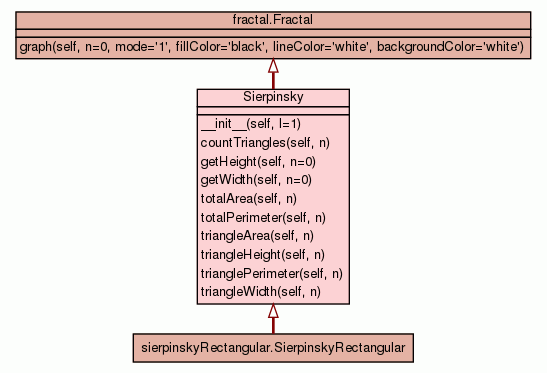 fractal.Fractal
graph(self, n=0, mode='1', fillColor='black', lineColor='white', backgroundColor='white')
Sierpinsky
__init__(self, l=1)
countTriangles(self, n)
getHeight(self, n=0)
getWidth(self, n=0)
totalArea(self, n)
totalPerimeter(self, n)
triangleArea(self, n)
triangleHeight(self, n)
trianglePerimeter(self, n)
triangleWidth(self, n)
sierpinskyRectangular.SierpinskyRectangular